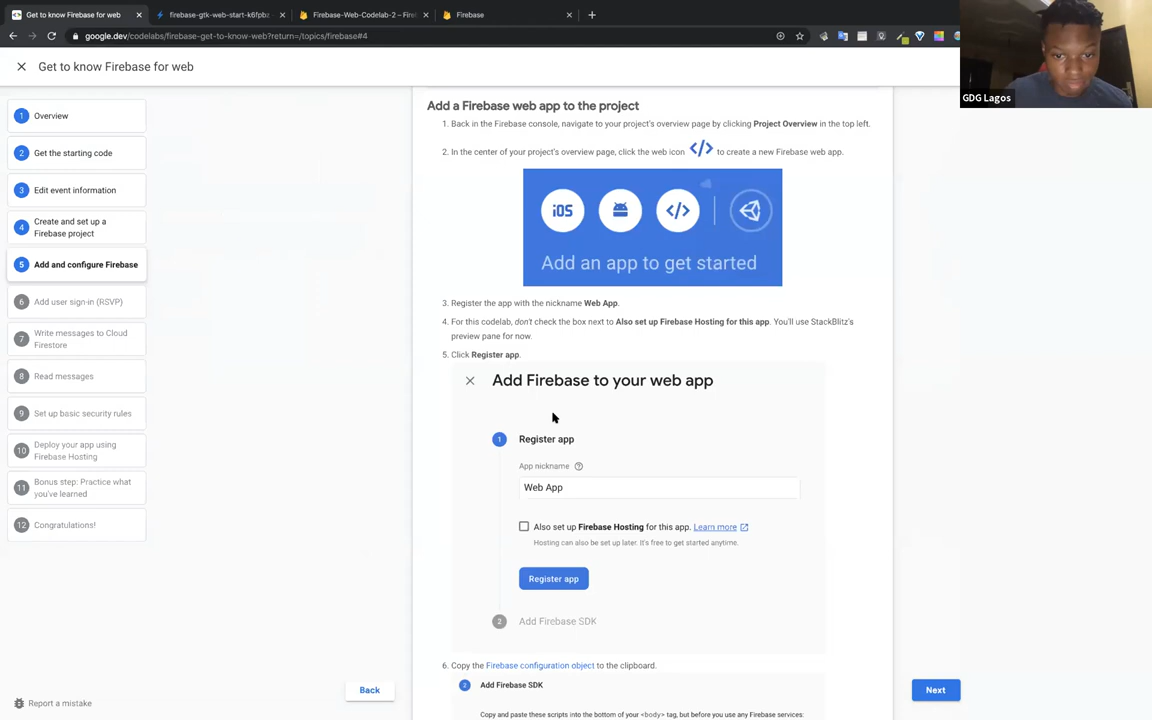 Get to know Firebase for web
firebase-gtk-web-start-k6fpbz
Firebase-Web-Codelab-2 – Fire
Firebase
google.dev/codelabs/firebase-get-to-know-web?return=/topics/firebase#4
GDG Lagos
Get to know Firebase for web
1 Overview
2 Get the starting code
3 Edit event information
4 Create and set up a
Firebase project
5 Add and configure Firebase
6 Add user sign-in (RSVP)
7 Write messages to Cloud
Firestore
8 Read messages
9 Set up basic security rules
10 Deploy your app using
Firebase Hosting
11 Bonus step: Practice what
you've learned
12 Congratulations!
Report a mistake
Add a Firebase web app to the project
1. Back in the Firebase console, navigate to your project's overview page by clicking Project Overview in the top left.
2. In the center of your project's overview page, click the web icon </> to create a new Firebase web app.
iOS </>
Add an app to get started
3. Register the app with the nickname Web App.
4. For this codelab, don't check the box next to Also set up Firebase Hosting for this app. You'll use StackBlitz's
preview pane for now.
5. Click Register app.
Add Firebase to your web app
1 Register app
App nickname
Web App
Also set up Firebase Hosting for this app. Learn more
Hosting can also be set up later. It's free to get started anytime.
Register app
2 Add Firebase SDK
6. Copy the Firebase configuration object to the clipboard.
2 Add Firebase SDK
Copy and paste these scripts into the bottom of your <body> tag, but before you use any Firebase services:
Back
Next